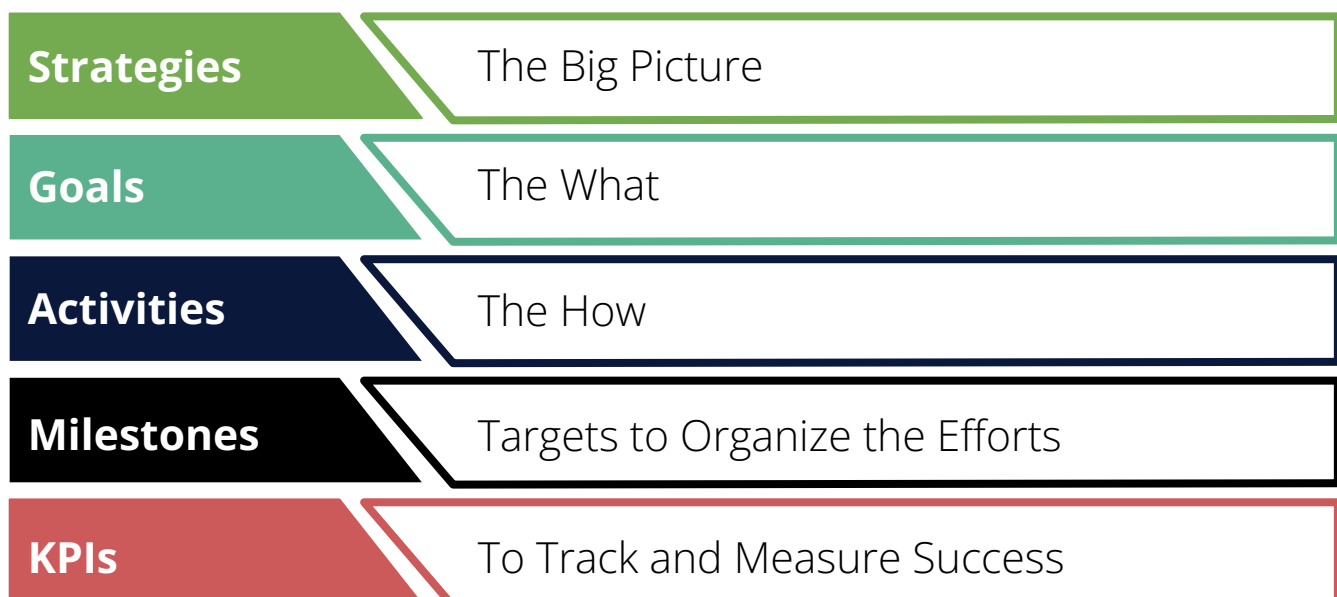 Strategies The Big Picture
Goals The What
Activities The How
Milestones Targets to Organize the Efforts
KPIs To Track and Measure Success